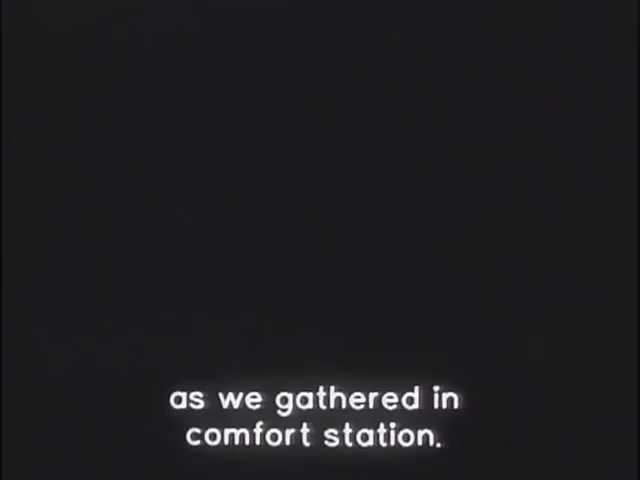 as we gathered in
comfort station.